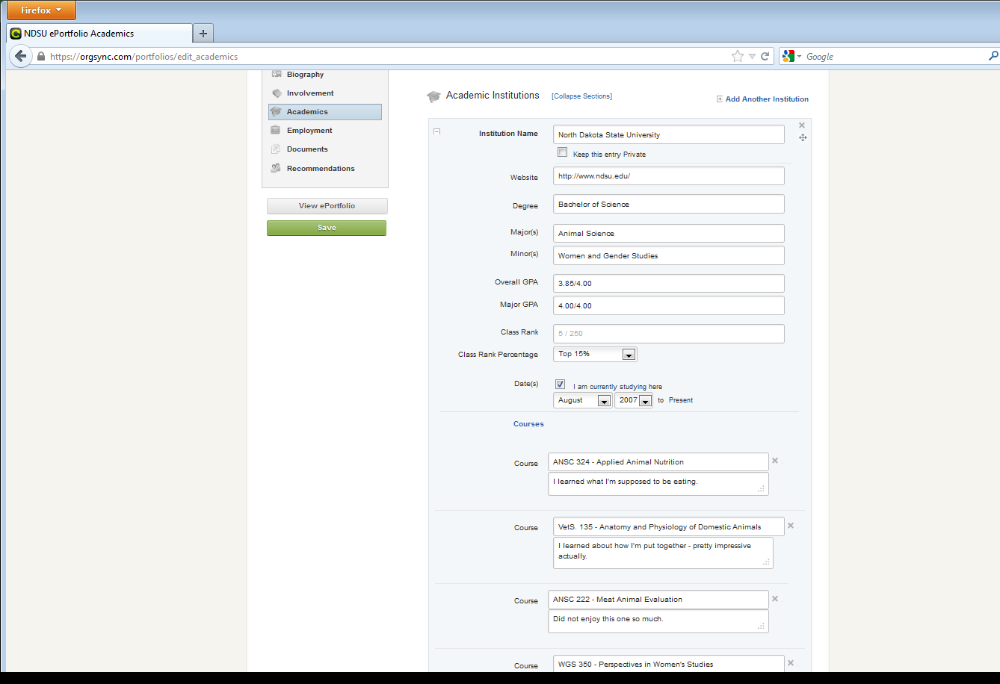 Firefox
NDSU ePortfolio Academics
https://orgsync.com/portfolios/edit_academics
Google
Biography
Involvement
Academics
Employment
Documents
Recommendations
View ePortfolio
Save
Academic Institutions [Collapse Sections]
Add Another Institution
Institution Name North Dakota State University
Keep this entry Private
Website http://www.ndsu.edu/
Degree Bachelor of Science
Major(s) Animal Science
Minor(s) Women and Gender Studies
Overall GPA 3.85/4.00
Major GPA 4.00/4.00
Class Rank 5 / 250
Class Rank Percentage Top 15%
Date(s) I am currently studying here
August 2007 to Present
Courses
Course ANSC 324 - Applied Animal Nutrition
I learned what I'm supposed to be eating.
Course VetS. 135 - Anatomy and Physiology of Domestic Animals
I learned about how I'm put together - pretty impressive
actually.
Course ANSC 222 - Meat Animal Evaluation
Did not enjoy this one so much.
Course WGS 350 - Perspectives in Women's Studies